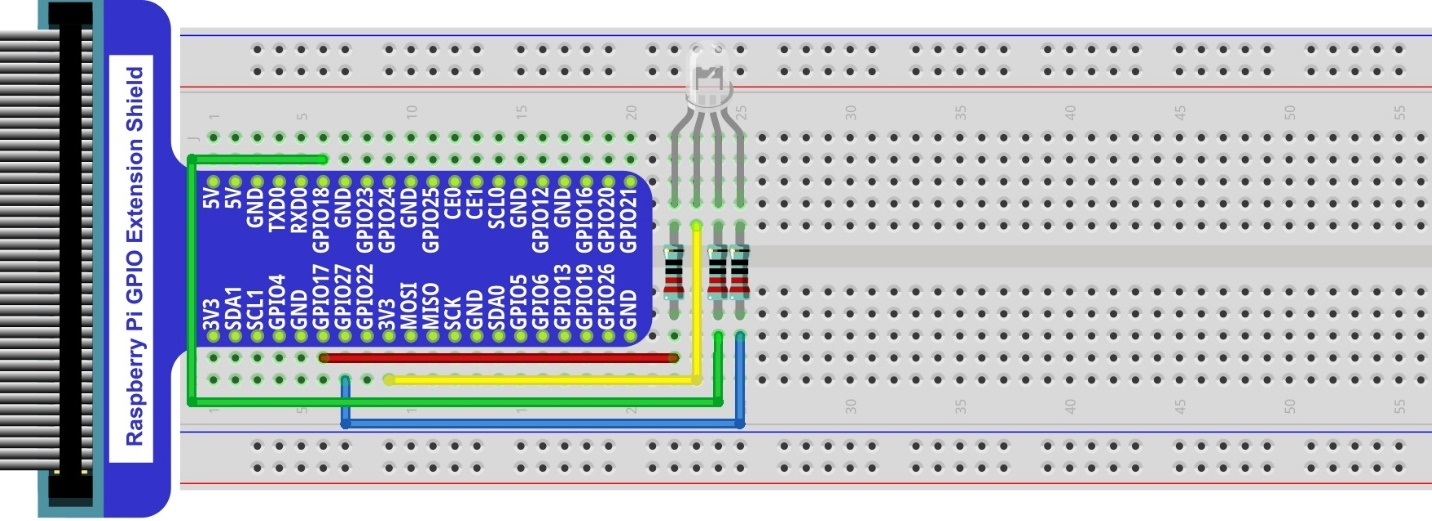 Raspberry Pi GPIO Extension Shield
1 5 10 15 20 25 30 35 40 45 50 55
J
5V
5V
GND
TXD0
RXD0
GPIO18
GND
GPIO23
GPIO24
GND
GPIO25
CE0
CE1
SCL0
GND
GPIO12
GND
GPIO16
GPIO20
GPIO21
3V3
SDA1
SCL1
GPIO4
GND
GPIO17
GPIO27
GPIO22
3V3
MOSI
MISO
SCK
GND
SDA0
GPIO5
GPIO6
GPIO13
GPIO19
GPIO26
GND
5 30 35 40 45 50 55